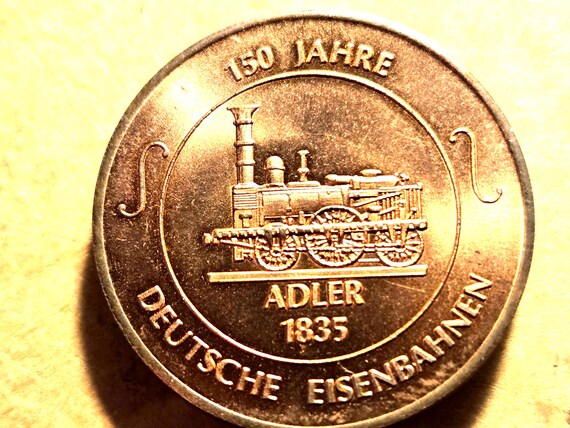 150 JAHRE
ADLER
1835
DEUTSCHE EISENBAHNEN